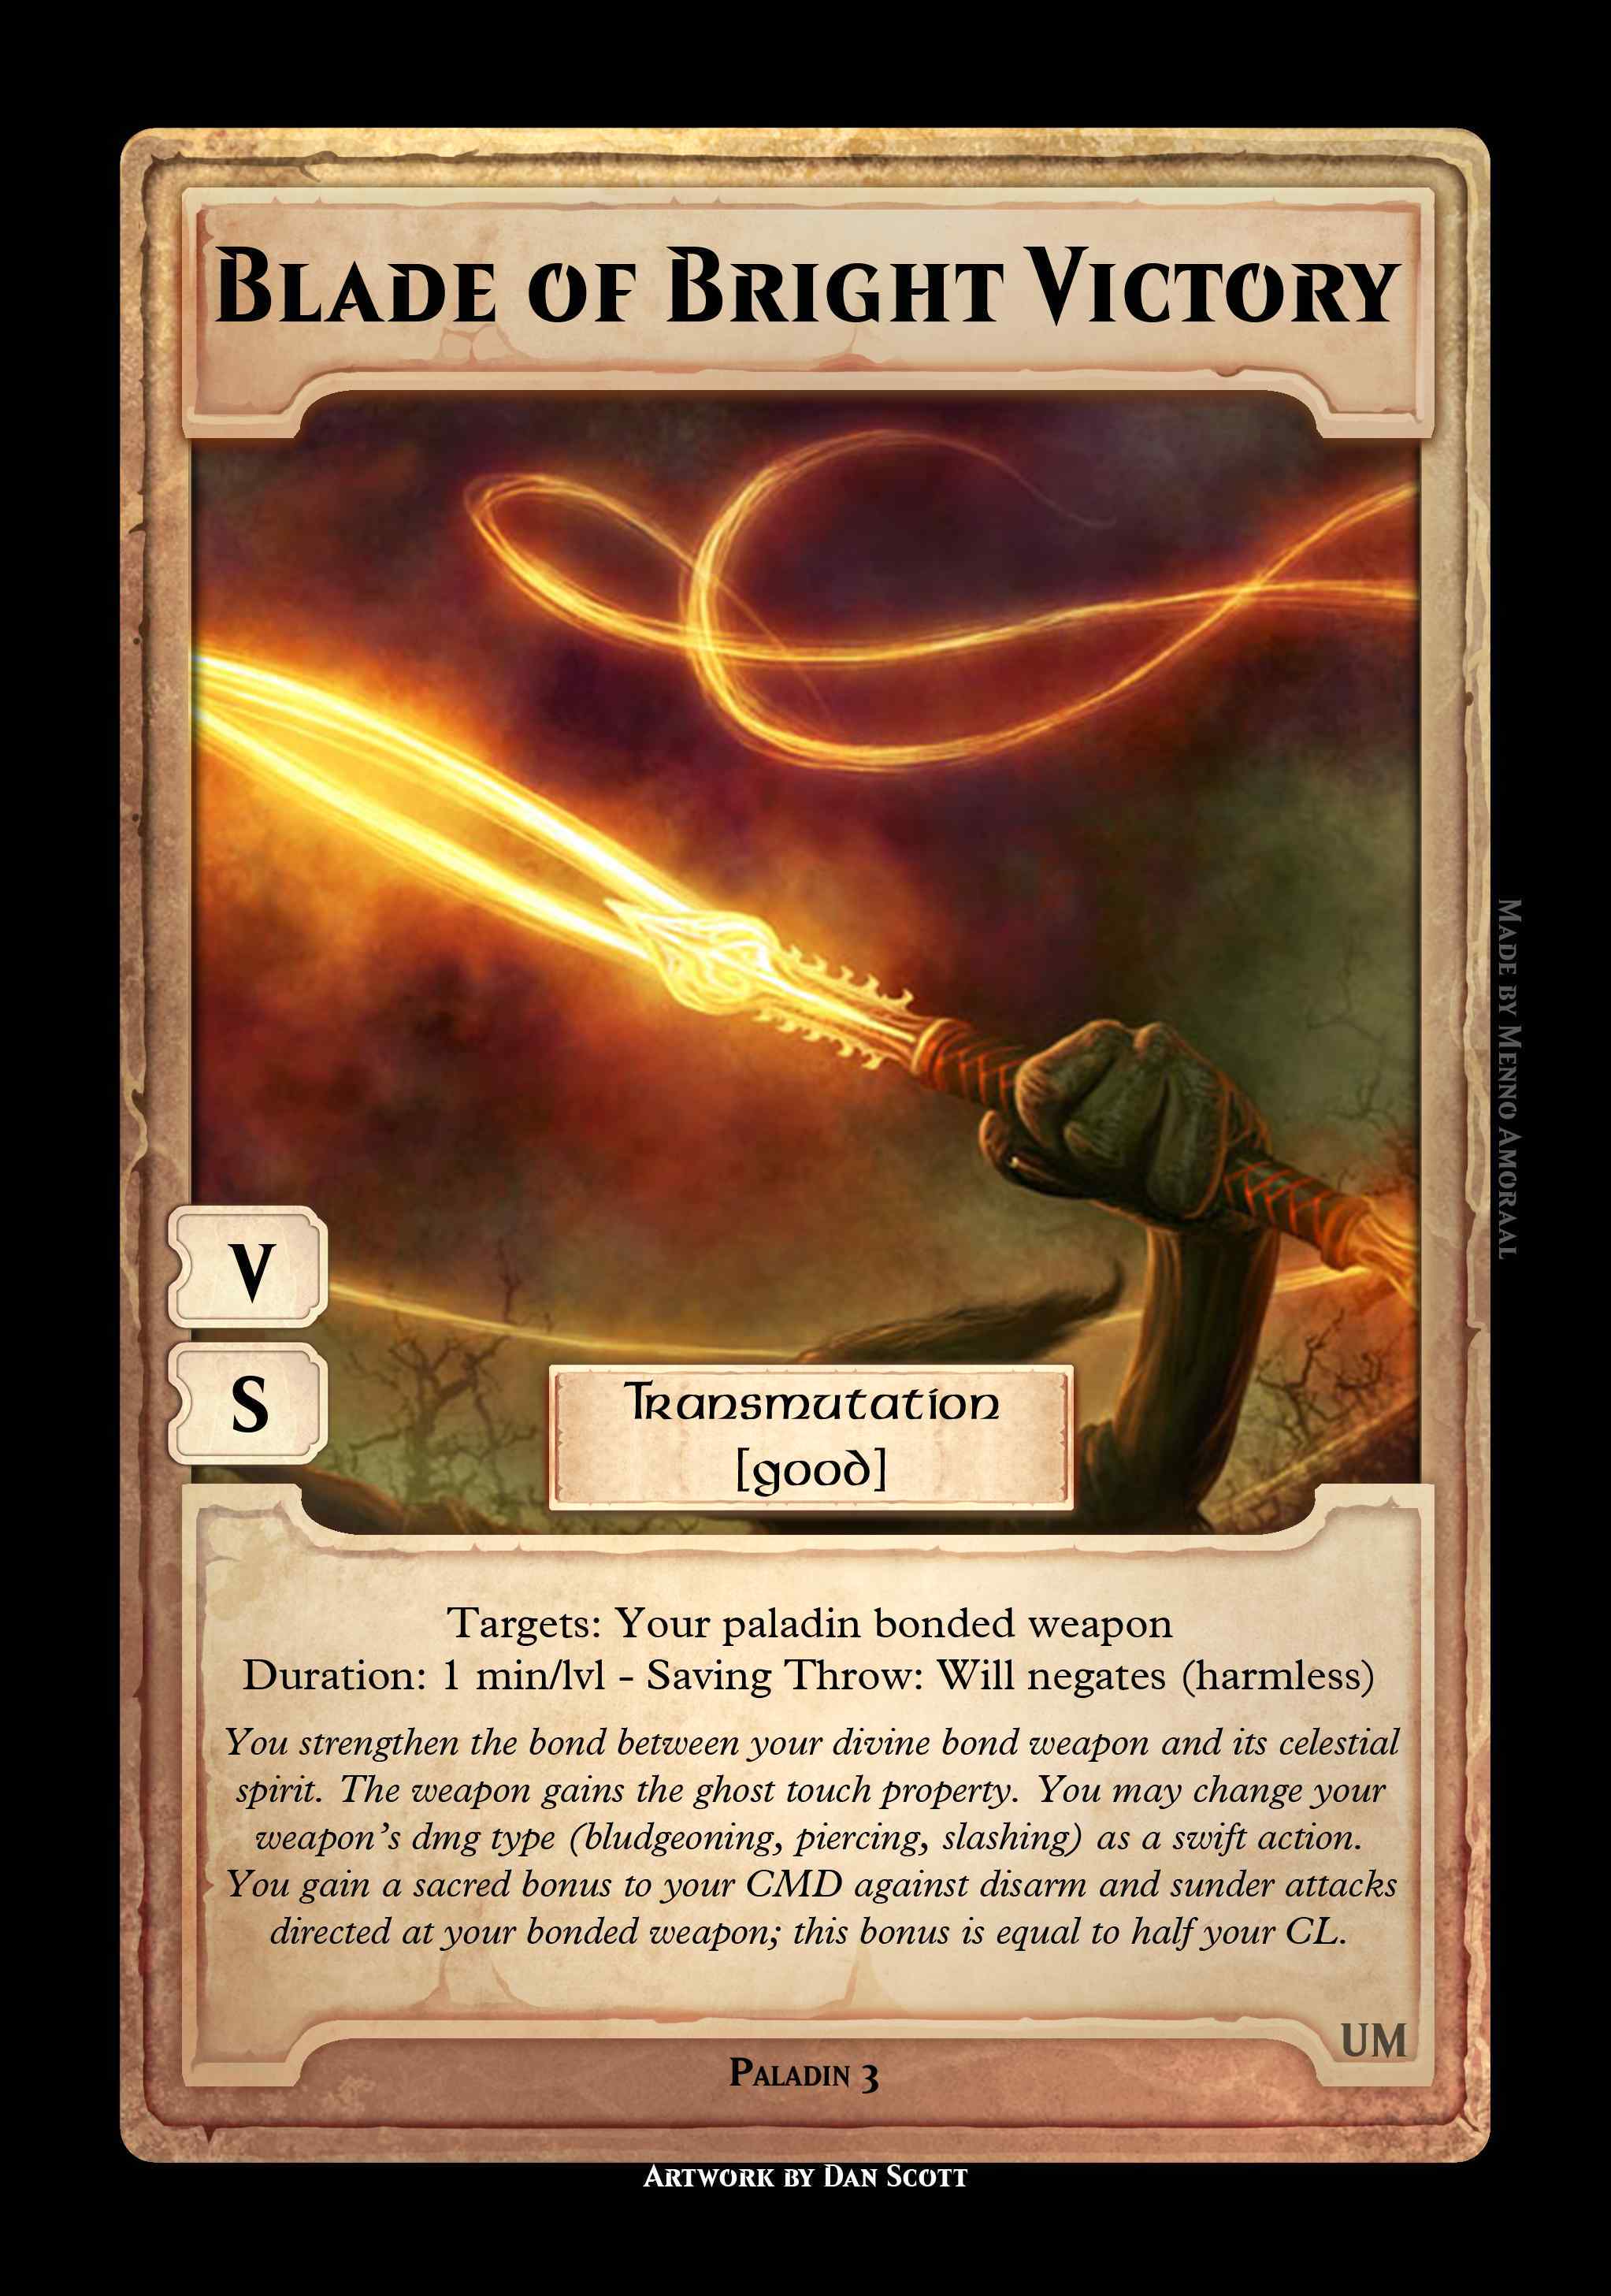 Blade of Bright Victory
V
S
Transmutation
[good]
Targets: Your paladin bonded weapon
Duration: 1 min/lvl - Saving Throw: Will negates (harmless)
You strengthen the bond between your divine bond weapon and its celestial
spirit. The weapon gains the ghost touch property. You may change your
weapon's dmg type (bludgeoning, piercing, slashing) as a swift action.
You gain a sacred bonus to your CMD against disarm and sunder attacks
directed at your bonded weapon; this bonus is equal to half your CL.
UM
Paladin 3
Artwork by Dan Scott
Made by Menno Amoraal